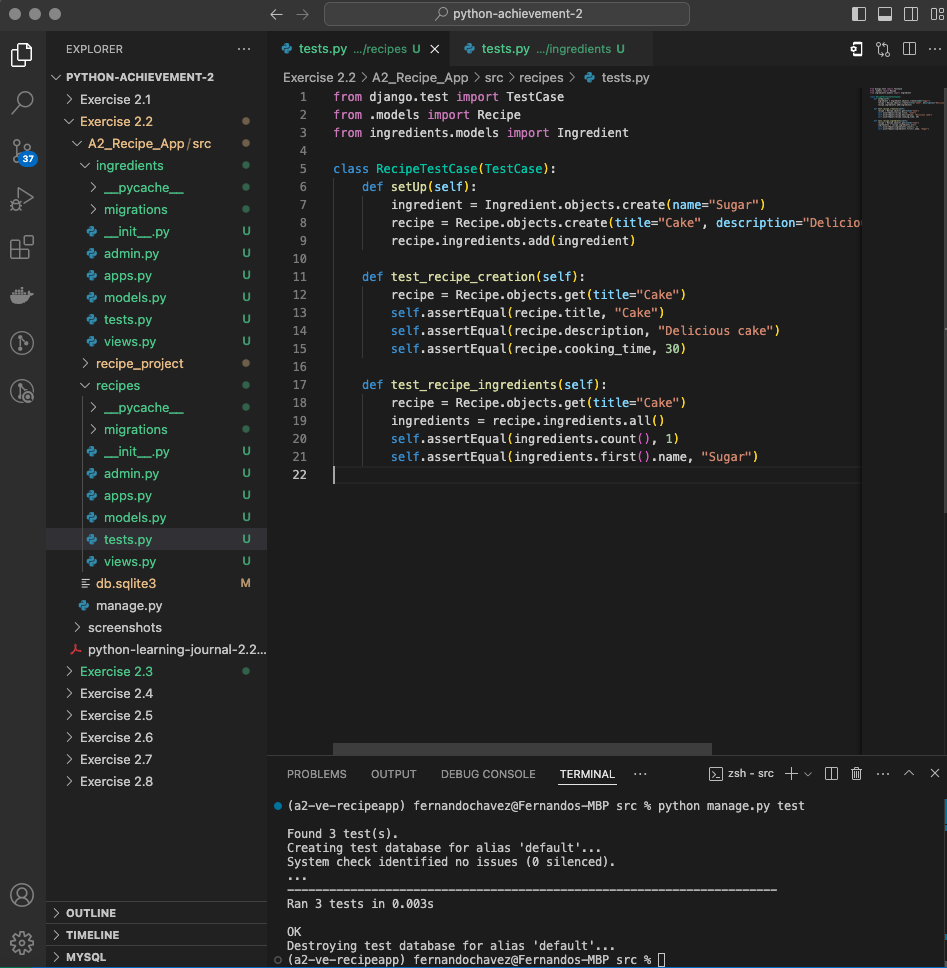 python-achievement-2
EXPLORER
PYTHON-ACHIEVEMENT-2
Exercise 2.1
Exercise 2.2
A2_Recipe_App/src
ingredients
__pycache__
migrations
__init__.py U
admin.py U
apps.py U
models.py U
tests.py U
views.py U
recipe_project
recipes
__pycache__
migrations
__init__.py U
admin.py U
apps.py U
models.py U
tests.py U
views.py U
db.sqlite3 M
manage.py
screenshots
python-learning-journal-2.2...
Exercise 2.3
Exercise 2.4
Exercise 2.5
Exercise 2.6
Exercise 2.7
Exercise 2.8
OUTLINE
TIMELINE
MYSQL
37
tests.py .../recipes U
tests.py .../ingredients U
Exercise 2.2 > A2_Recipe_App > src > recipes > tests.py
1 from django.test import TestCase
2 from .models import Recipe
3 from ingredients.models import Ingredient
4
5 class RecipeTestCase(TestCase):
6     def setUp(self):
7         ingredient = Ingredient.objects.create(name="Sugar")
8         recipe = Recipe.objects.create(title="Cake", description="Delicio
9         recipe.ingredients.add(ingredient)
10
11     def test_recipe_creation(self):
12         recipe = Recipe.objects.get(title="Cake")
13         self.assertEqual(recipe.title, "Cake")
14         self.assertEqual(recipe.description, "Delicious cake")
15         self.assertEqual(recipe.cooking_time, 30)
16
17     def test_recipe_ingredients(self):
18         recipe = Recipe.objects.get(title="Cake")
19         ingredients = recipe.ingredients.all()
20         self.assertEqual(ingredients.count(), 1)
21         self.assertEqual(ingredients.first().name, "Sugar")
22
PROBLEMS OUTPUT DEBUG CONSOLE TERMINAL ... zsh - src
(a2-ve-recipeapp) fernandochavez@Fernandos-MBP src % python manage.py test
Found 3 test(s).
Creating test database for alias 'default'...
System check identified no issues (0 silenced).
...
----------------------------------------------------------------------
Ran 3 tests in 0.003s
OK
Destroying test database for alias 'default'...
(a2-ve-recipeapp) fernandochavez@Fernandos-MBP src %